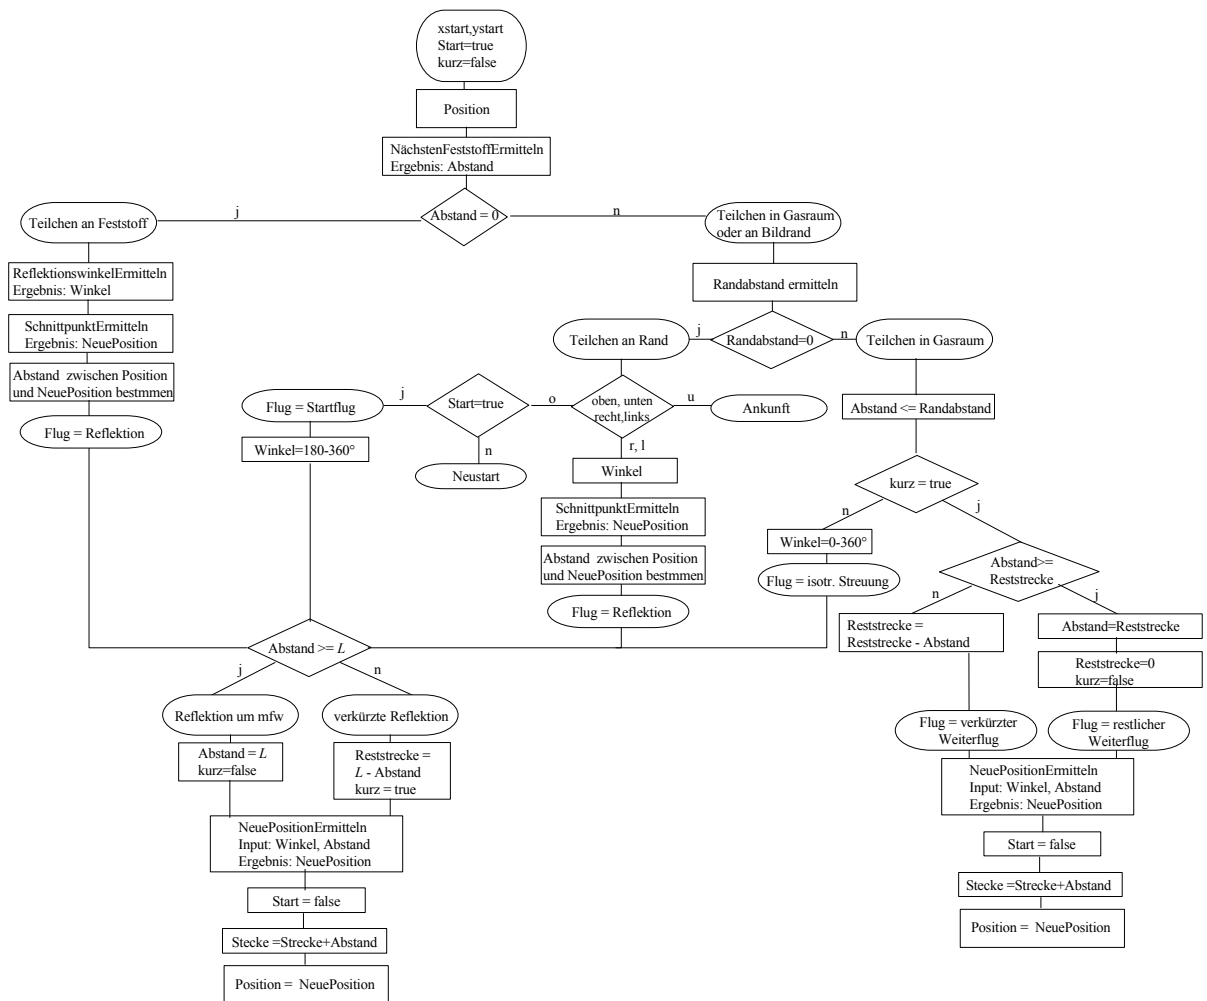 xstart,ystart
Start=true
kurz=false
Position
NächstenFeststoffErmitteln
Ergebnis: Abstand
Abstand = 0
j
n
Teilchen an Feststoff
Teilchen in Gasraum
oder an Bildrand
ReflektionswinkelErmitteln
Ergebnis: Winkel
Randabstand ermitteln
SchnittpunktErmitteln
Ergebnis: NeuePosition
Teilchen an Rand
j
Randabstand=0
n
Teilchen in Gasraum
Abstand zwischen Position
und NeuePosition bestmmen
Flug = Startflug
j
Start=true
o
oben, unten
recht,links
u
Ankunft
Abstand <= Randabstand
Flug = Reflektion
Winkel=180-360°
n
Neustart
r, l
Winkel
kurz = true
n
j
SchnittpunktErmitteln
Ergebnis: NeuePosition
Winkel=0-360°
Abstand zwischen Position
und NeuePosition bestmmen
Flug = isotr. Streuung
Abstand>=
Reststrecke
n
j
Flug = Reflektion
Reststrecke =
Reststrecke - Abstand
Abstand=Reststrecke
Abstand >= L
j
n
Reststrecke=0
kurz=false
Reflektion um mfw
verkürzte Reflektion
Flug = verkürzter
Weiterflug
Flug = restlicher
Weiterflug
Abstand = L
kurz=false
Reststrecke =
L - Abstand
kurz = true
NeuePositionErmitteln
Input: Winkel, Abstand
Ergebnis: NeuePosition
NeuePositionErmitteln
Input: Winkel, Abstand
Ergebnis: NeuePosition
Start = false
Start = false
Stecke =Strecke+Abstand
Stecke =Strecke+Abstand
Position = NeuePosition
Position = NeuePosition